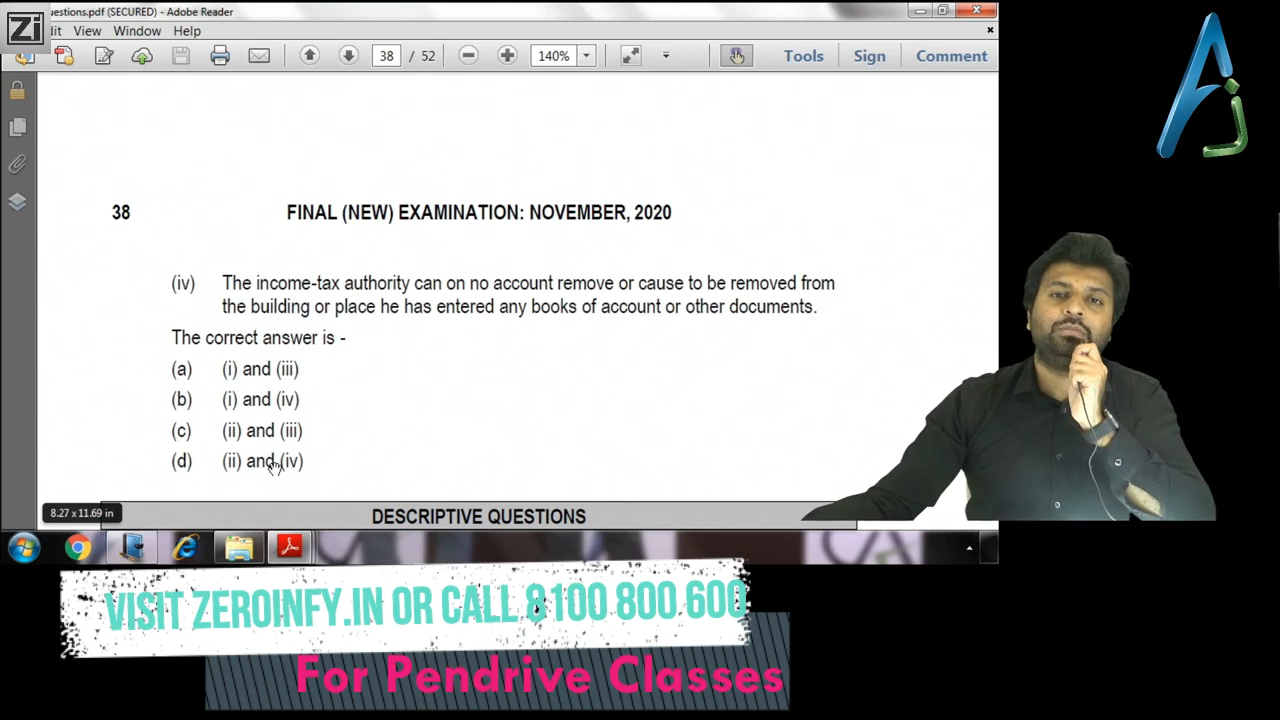 Zi
estions.pdf (SECURED) - Adobe Reader
dit View Window Help
38 / 52 140% Tools Sign Comment
38 FINAL (NEW) EXAMINATION: NOVEMBER, 2020
(iv) The income-tax authority can on no account remove or cause to be removed from
the building or place he has entered any books of account or other documents.
The correct answer is -
(a) (i) and (iii)
(b) (i) and (iv)
(c) (ii) and (iii)
(d) (ii) and (iv)
8.27 x 11.69 in
DESCRIPTIVE QUESTIONS
VISIT ZEROINFY.IN OR CALL 8100 800 600
For Pendrive Classes